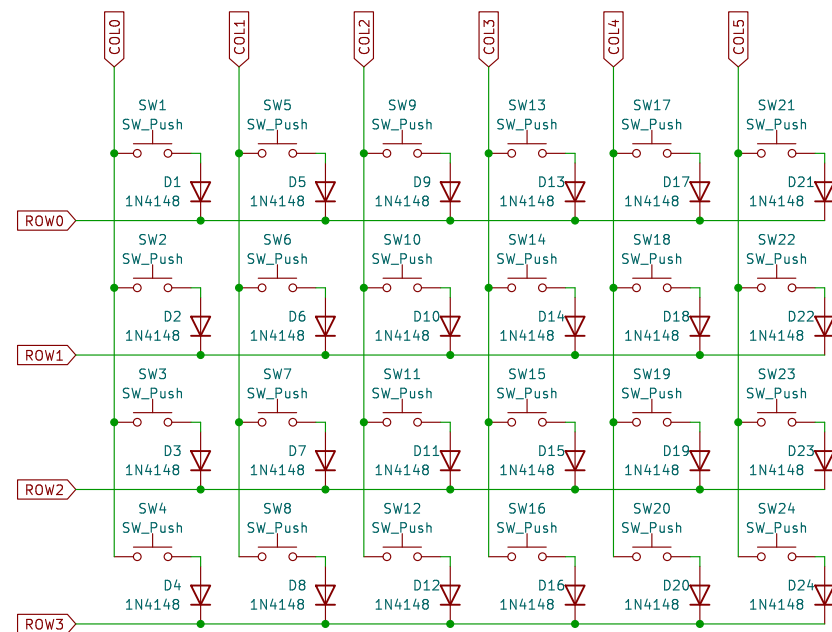 COL0 COL1 COL2 COL3 COL4 COL5
SW1 SW5 SW9 SW13 SW17 SW21
SW_Push SW_Push SW_Push SW_Push SW_Push SW_Push
D1 D5 D9 D13 D17 D21
1N4148 1N4148 1N4148 1N4148 1N4148 1N4148
ROW0
SW2 SW6 SW10 SW14 SW18 SW22
SW_Push SW_Push SW_Push SW_Push SW_Push SW_Push
D2 D6 D10 D14 D18 D22
1N4148 1N4148 1N4148 1N4148 1N4148 1N4148
ROW1
SW3 SW7 SW11 SW15 SW19 SW23
SW_Push SW_Push SW_Push SW_Push SW_Push SW_Push
D3 D7 D11 D15 D19 D23
1N4148 1N4148 1N4148 1N4148 1N4148 1N4148
ROW2
SW4 SW8 SW12 SW16 SW20 SW24
SW_Push SW_Push SW_Push SW_Push SW_Push SW_Push
D4 D8 D12 D16 D20 D24
1N4148 1N4148 1N4148 1N4148 1N4148 1N4148
ROW3